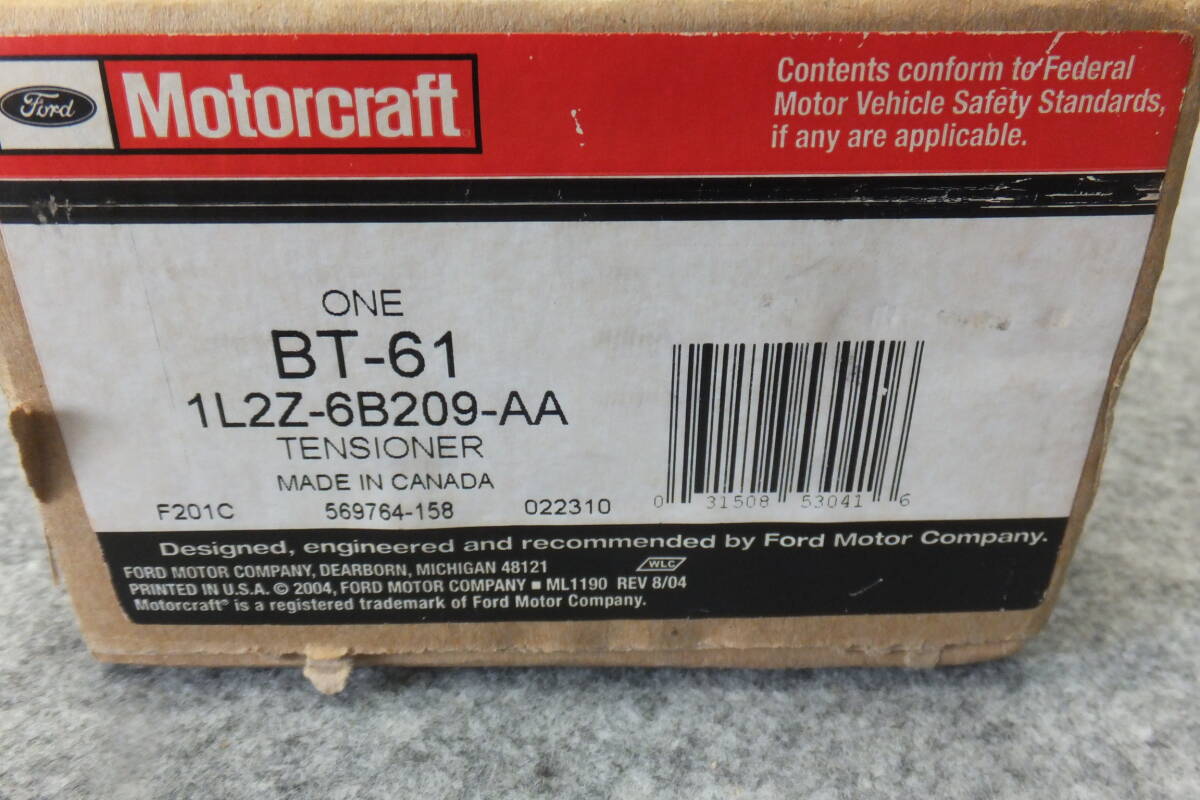 Ford
Motorcraft
Contents conform to Federal
Motor Vehicle Safety Standards,
if any are applicable.
ONE
BT-61
1L2Z-6B209-AA
TENSIONER
MADE IN CANADA
F201C 569764-158 022310
0 31508 53041 6
Designed, engineered and recommended by Ford Motor Company.
FORD MOTOR COMPANY, DEARBORN, MICHIGAN 48121
WLC
PRINTED IN U.S.A. © 2004, FORD MOTOR COMPANY ■ ML1190 REV 8/04
Motorcraft® is a registered trademark of Ford Motor Company.